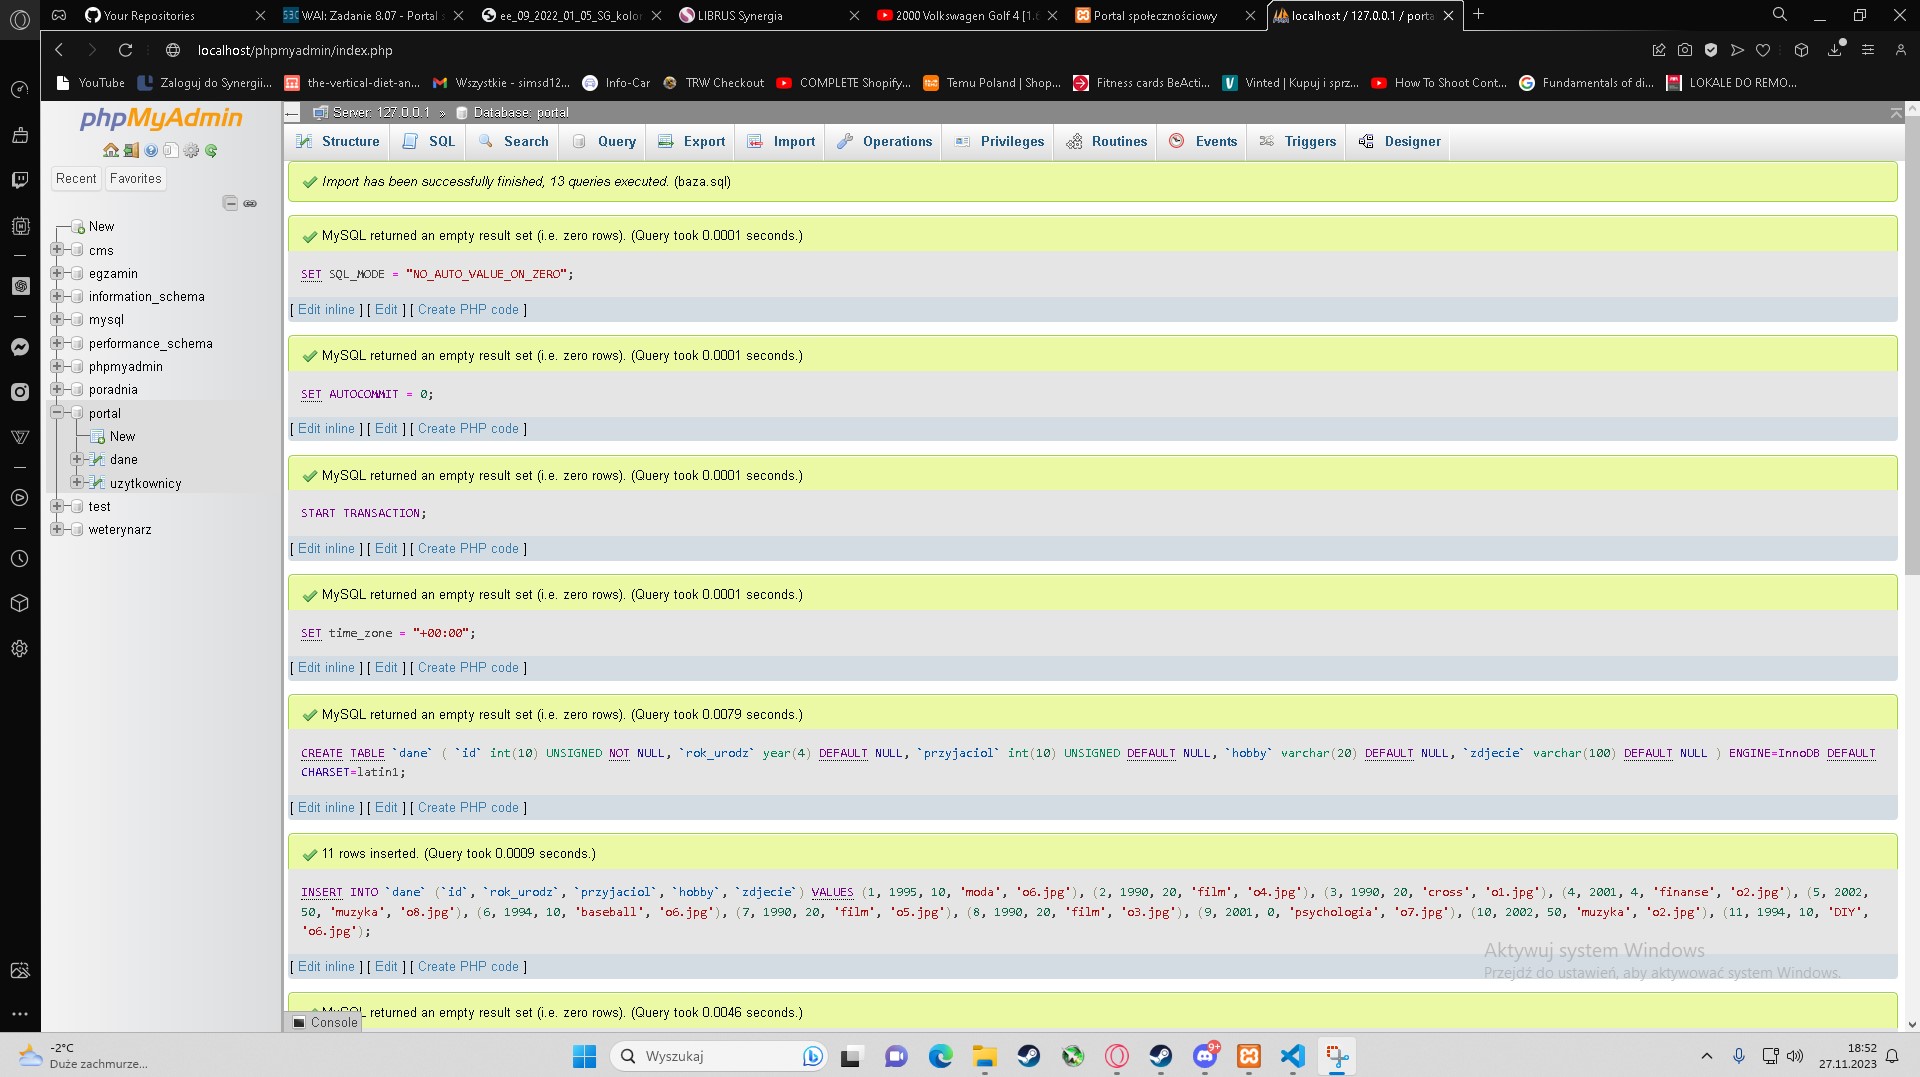 Your Repositories
WAI: Zadanie 8.07 - Portal s
ee_09_2022_01_05_SG_kolor
LIBRUS Synergia
2000 Volkswagen Golf 4 [1.6
Portal społecznościowy
localhost / 127.0.0.1 / porta
localhost/phpmyadmin/index.php
YouTube
Zaloguj do Synergii...
the-vertical-diet-an...
Wszystkie - simsd12...
Info-Car
TRW Checkout
COMPLETE Shopify...
Temu Poland | Shop...
Fitness cards BeActi...
Vinted | Kupuj i sprz...
How To Shoot Cont...
Fundamentals of di...
LOKALE DO REMO...
phpMyAdmin
Recent
Favorites
New
cms
egzamin
information_schema
mysql
performance_schema
phpmyadmin
poradnia
portal
New
dane
uzytkownicy
test
weterynarz
Server: 127.0.0.1 » Database: portal
Structure SQL Search Query Export Import Operations Privileges Routines Events Triggers Designer
Import has been successfully finished, 13 queries executed. (baza.sql)
MySQL returned an empty result set (i.e. zero rows). (Query took 0.0001 seconds.)
SET SQL_MODE = "NO_AUTO_VALUE_ON_ZERO";
[ Edit inline ] [ Edit ] [ Create PHP code ]
MySQL returned an empty result set (i.e. zero rows). (Query took 0.0001 seconds.)
SET AUTOCOMMIT = 0;
[ Edit inline ] [ Edit ] [ Create PHP code ]
MySQL returned an empty result set (i.e. zero rows). (Query took 0.0001 seconds.)
START TRANSACTION;
[ Edit inline ] [ Edit ] [ Create PHP code ]
MySQL returned an empty result set (i.e. zero rows). (Query took 0.0001 seconds.)
SET time_zone = "+00:00";
[ Edit inline ] [ Edit ] [ Create PHP code ]
MySQL returned an empty result set (i.e. zero rows). (Query took 0.0079 seconds.)
CREATE TABLE `dane` ( `id` int(10) UNSIGNED NOT NULL, `rok_urodz` year(4) DEFAULT NULL, `przyjaciol` int(10) UNSIGNED DEFAULT NULL, `hobby` varchar(20) DEFAULT NULL, `zdjecie` varchar(100) DEFAULT NULL ) ENGINE=InnoDB DEFAULT
CHARSET=latin1;
[ Edit inline ] [ Edit ] [ Create PHP code ]
11 rows inserted. (Query took 0.0009 seconds.)
INSERT INTO `dane` (`id`, `rok_urodz`, `przyjaciol`, `hobby`, `zdjecie`) VALUES (1, 1995, 10, 'moda', 'o6.jpg'), (2, 1990, 20, 'film', 'o4.jpg'), (3, 1990, 20, 'cross', 'o1.jpg'), (4, 2001, 4, 'finanse', 'o2.jpg'), (5, 2002,
50, 'muzyka', 'o8.jpg'), (6, 1994, 10, 'baseball', 'o6.jpg'), (7, 1990, 20, 'film', 'o5.jpg'), (8, 1990, 20, 'film', 'o3.jpg'), (9, 2001, 0, 'psychologia', 'o7.jpg'), (10, 2002, 50, 'muzyka', 'o2.jpg'), (11, 1994, 10, 'DIY',
'o6.jpg');
[ Edit inline ] [ Edit ] [ Create PHP code ]
Aktywuj system Windows
Przejdź do ustawień, aby aktywować system Windows.
MySQL returned an empty result set (i.e. zero rows). (Query took 0.0046 seconds.)
Console
-2°C
Duże zachmurze...
Wyszukaj
9+
18:52
27.11.2023